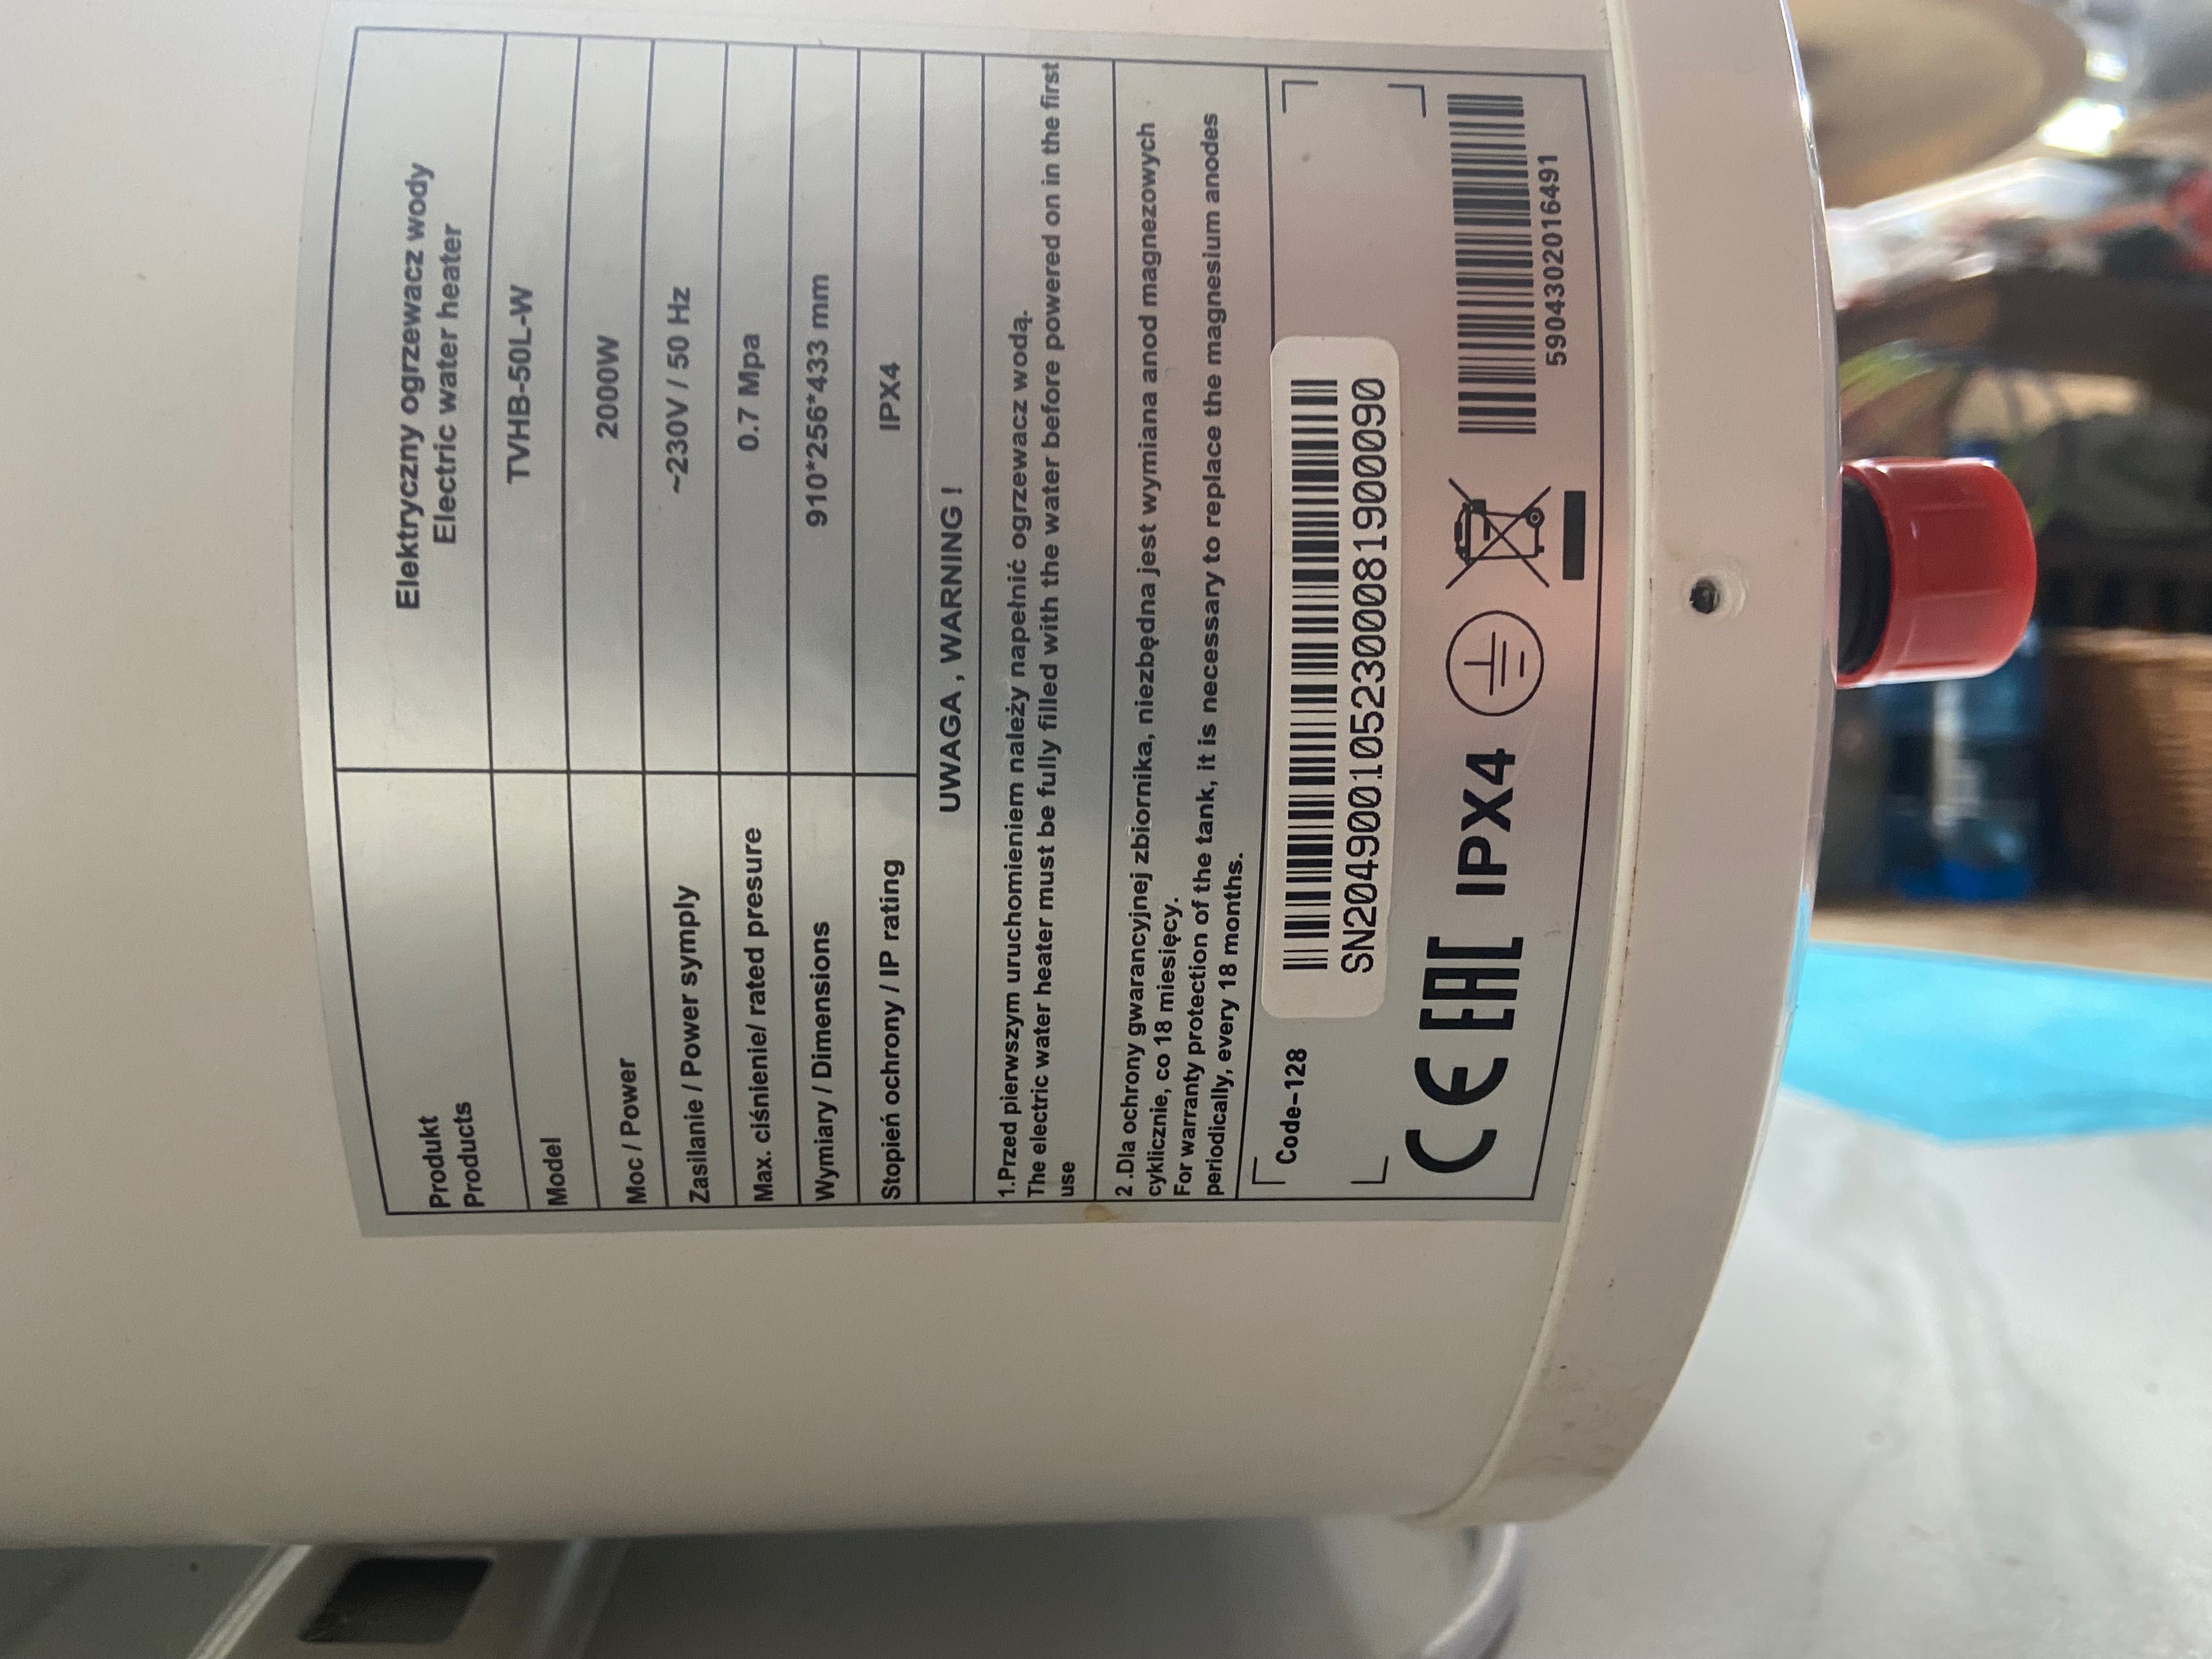 Produkt
Products
Elektryczny ogrzewacz wody
Electric water heater
Model
TVHB-50L-W
Moc / Power
2000W
Zasilanie / Power symply
~230V / 50 Hz
Max. ciśnienie/ rated presure
0.7 Mpa
Wymiary / Dimensions
910*256*433 mm
Stopień ochrony / IP rating
IPX4
UWAGA , WARNING !
1.Przed pierwszym uruchomieniem należy napełnić ogrzewacz wodą.
The electric water heater must be fully filled with the water before powered on in the first
use
2 .Dla ochrony gwarancyjnej zbiornika, niezbędna jest wymiana anod magnezowych
cyklicznie, co 18 miesięcy.
For warranty protection of the tank, it is necessary to replace the magnesium anodes
periodically, every 18 months.
Code-128
SN2049001052300081900090
CE EAC IPX4
5904302016491